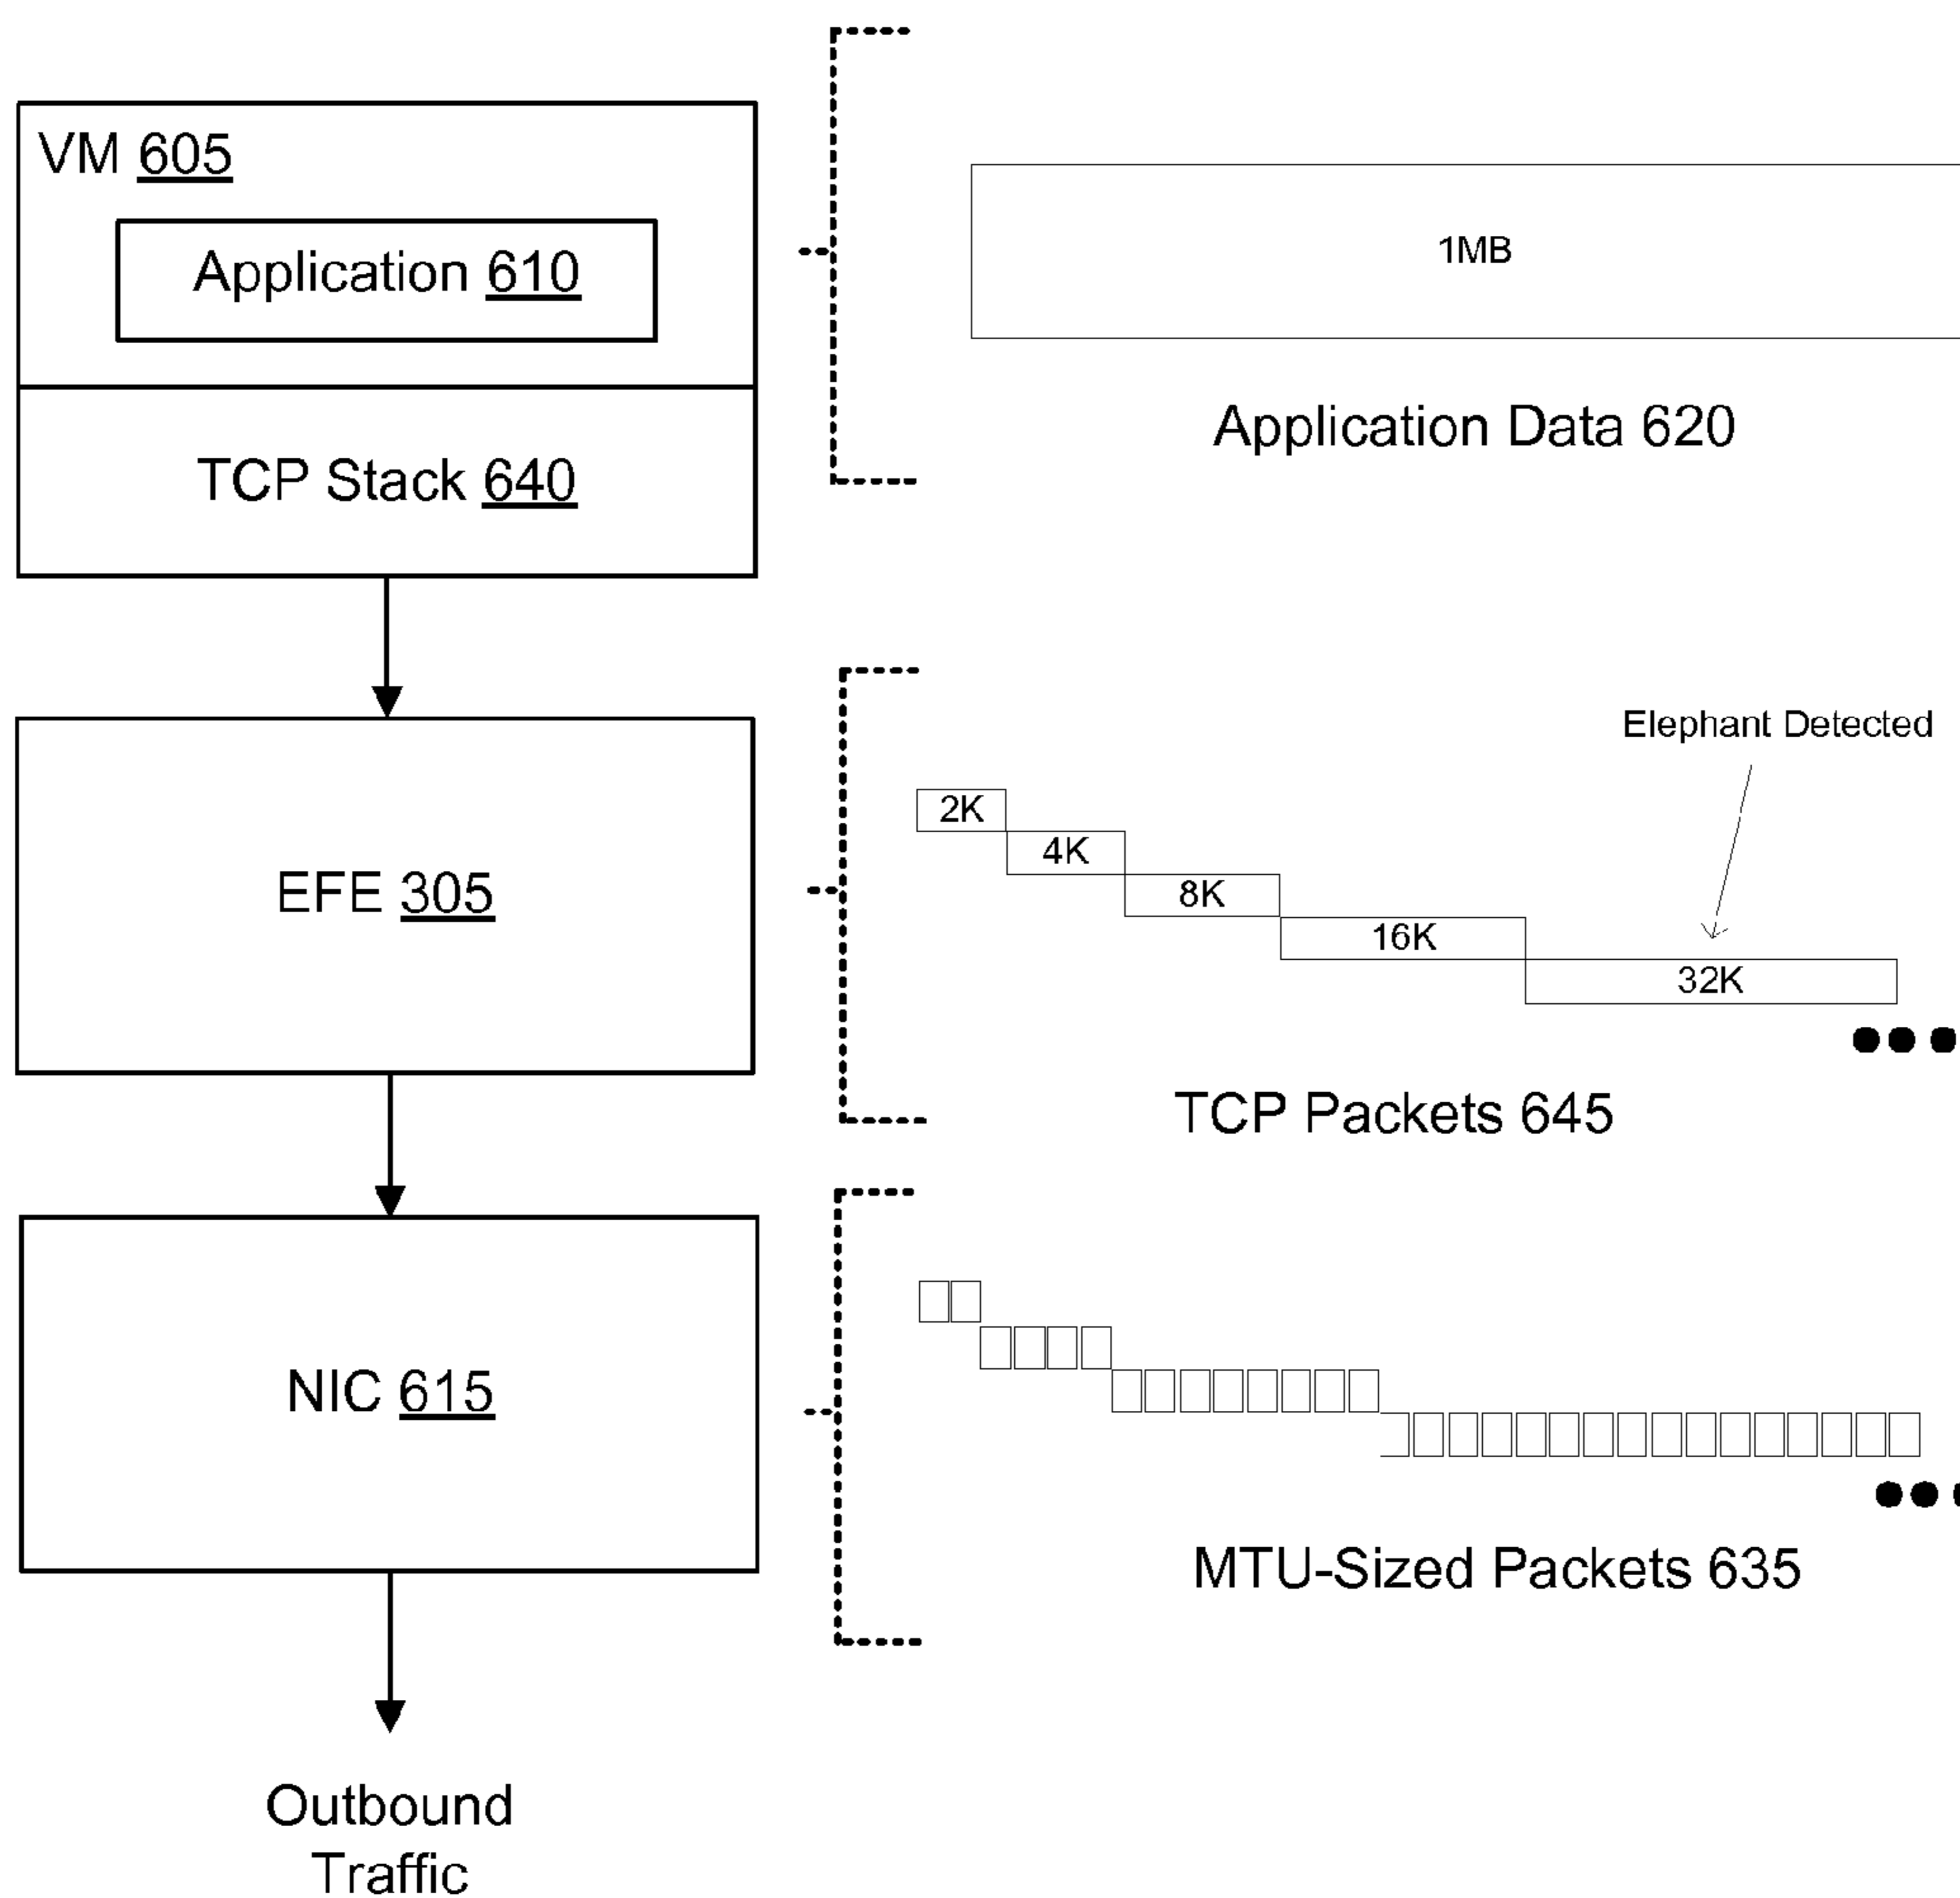 VM 605
Application 610
TCP Stack 640
1MB
Application Data 620
EFE 305
Elephant Detected
2K
4K
8K
16K
32K
TCP Packets 645
NIC 615
MTU-Sized Packets 635
Outbound
Traffic